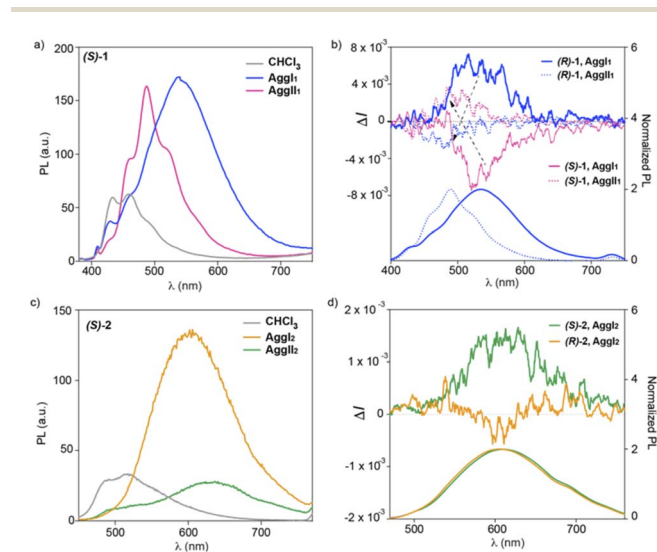 a)
(S)-1
CHCl3
AggI1
AggII1
PL (a.u.)
200
150
100
50
0
400 500 600 700
λ (nm)
b)
(R)-1, AggI1
(R)-1, AggII1
(S)-1, AggI1
(S)-1, AggII1
ΔI
8 x 10-3
4 x 10-3
0
-4 x 10-3
-8 x 10-3
Normalized PL
6
4
2
0
400 500 600 700
λ (nm)
c)
(S)-2
CHCl3
AggI2
AggII2
PL (a.u.)
150
100
50
0
500 600 700
λ (nm)
d)
(S)-2, AggI2
(R)-2, AggI2
ΔI
2 x 10-3
1 x 10-3
0
-1 x 10-3
-2 x 10-3
Normalized PL
6
5
4
3
2
0
500 600 700
λ (nm)